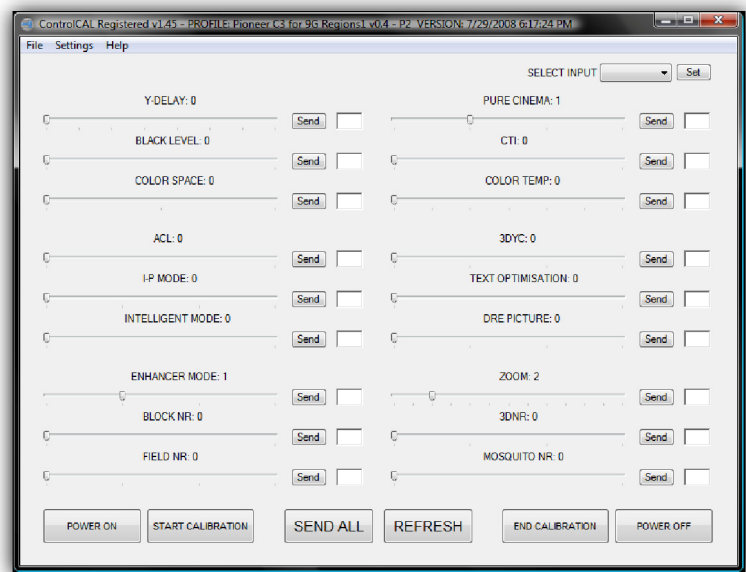 ControlCAL Registered v1.45 - PROFILE: Pioneer C3 for 9G Regions1 v0.4 - P2 VERSION: 7/29/2008 6:17:24 PM
File Settings Help
SELECT INPUT Set
Y-DELAY: 0 PURE CINEMA: 1
Send Send
BLACK LEVEL: 0 CTI: 0
Send Send
COLOR SPACE: 0 COLOR TEMP: 0
Send Send
ACL: 0 3DYC: 0
Send Send
I-P MODE: 0 TEXT OPTIMISATION: 0
Send Send
INTELLIGENT MODE: 0 DRE PICTURE: 0
Send Send
ENHANCER MODE: 1 ZOOM: 2
Send Send
BLOCK NR: 0 3DNR: 0
Send Send
FIELD NR: 0 MOSQUITO NR: 0
Send Send
POWER ON START CALIBRATION SEND ALL REFRESH END CALIBRATION POWER OFF